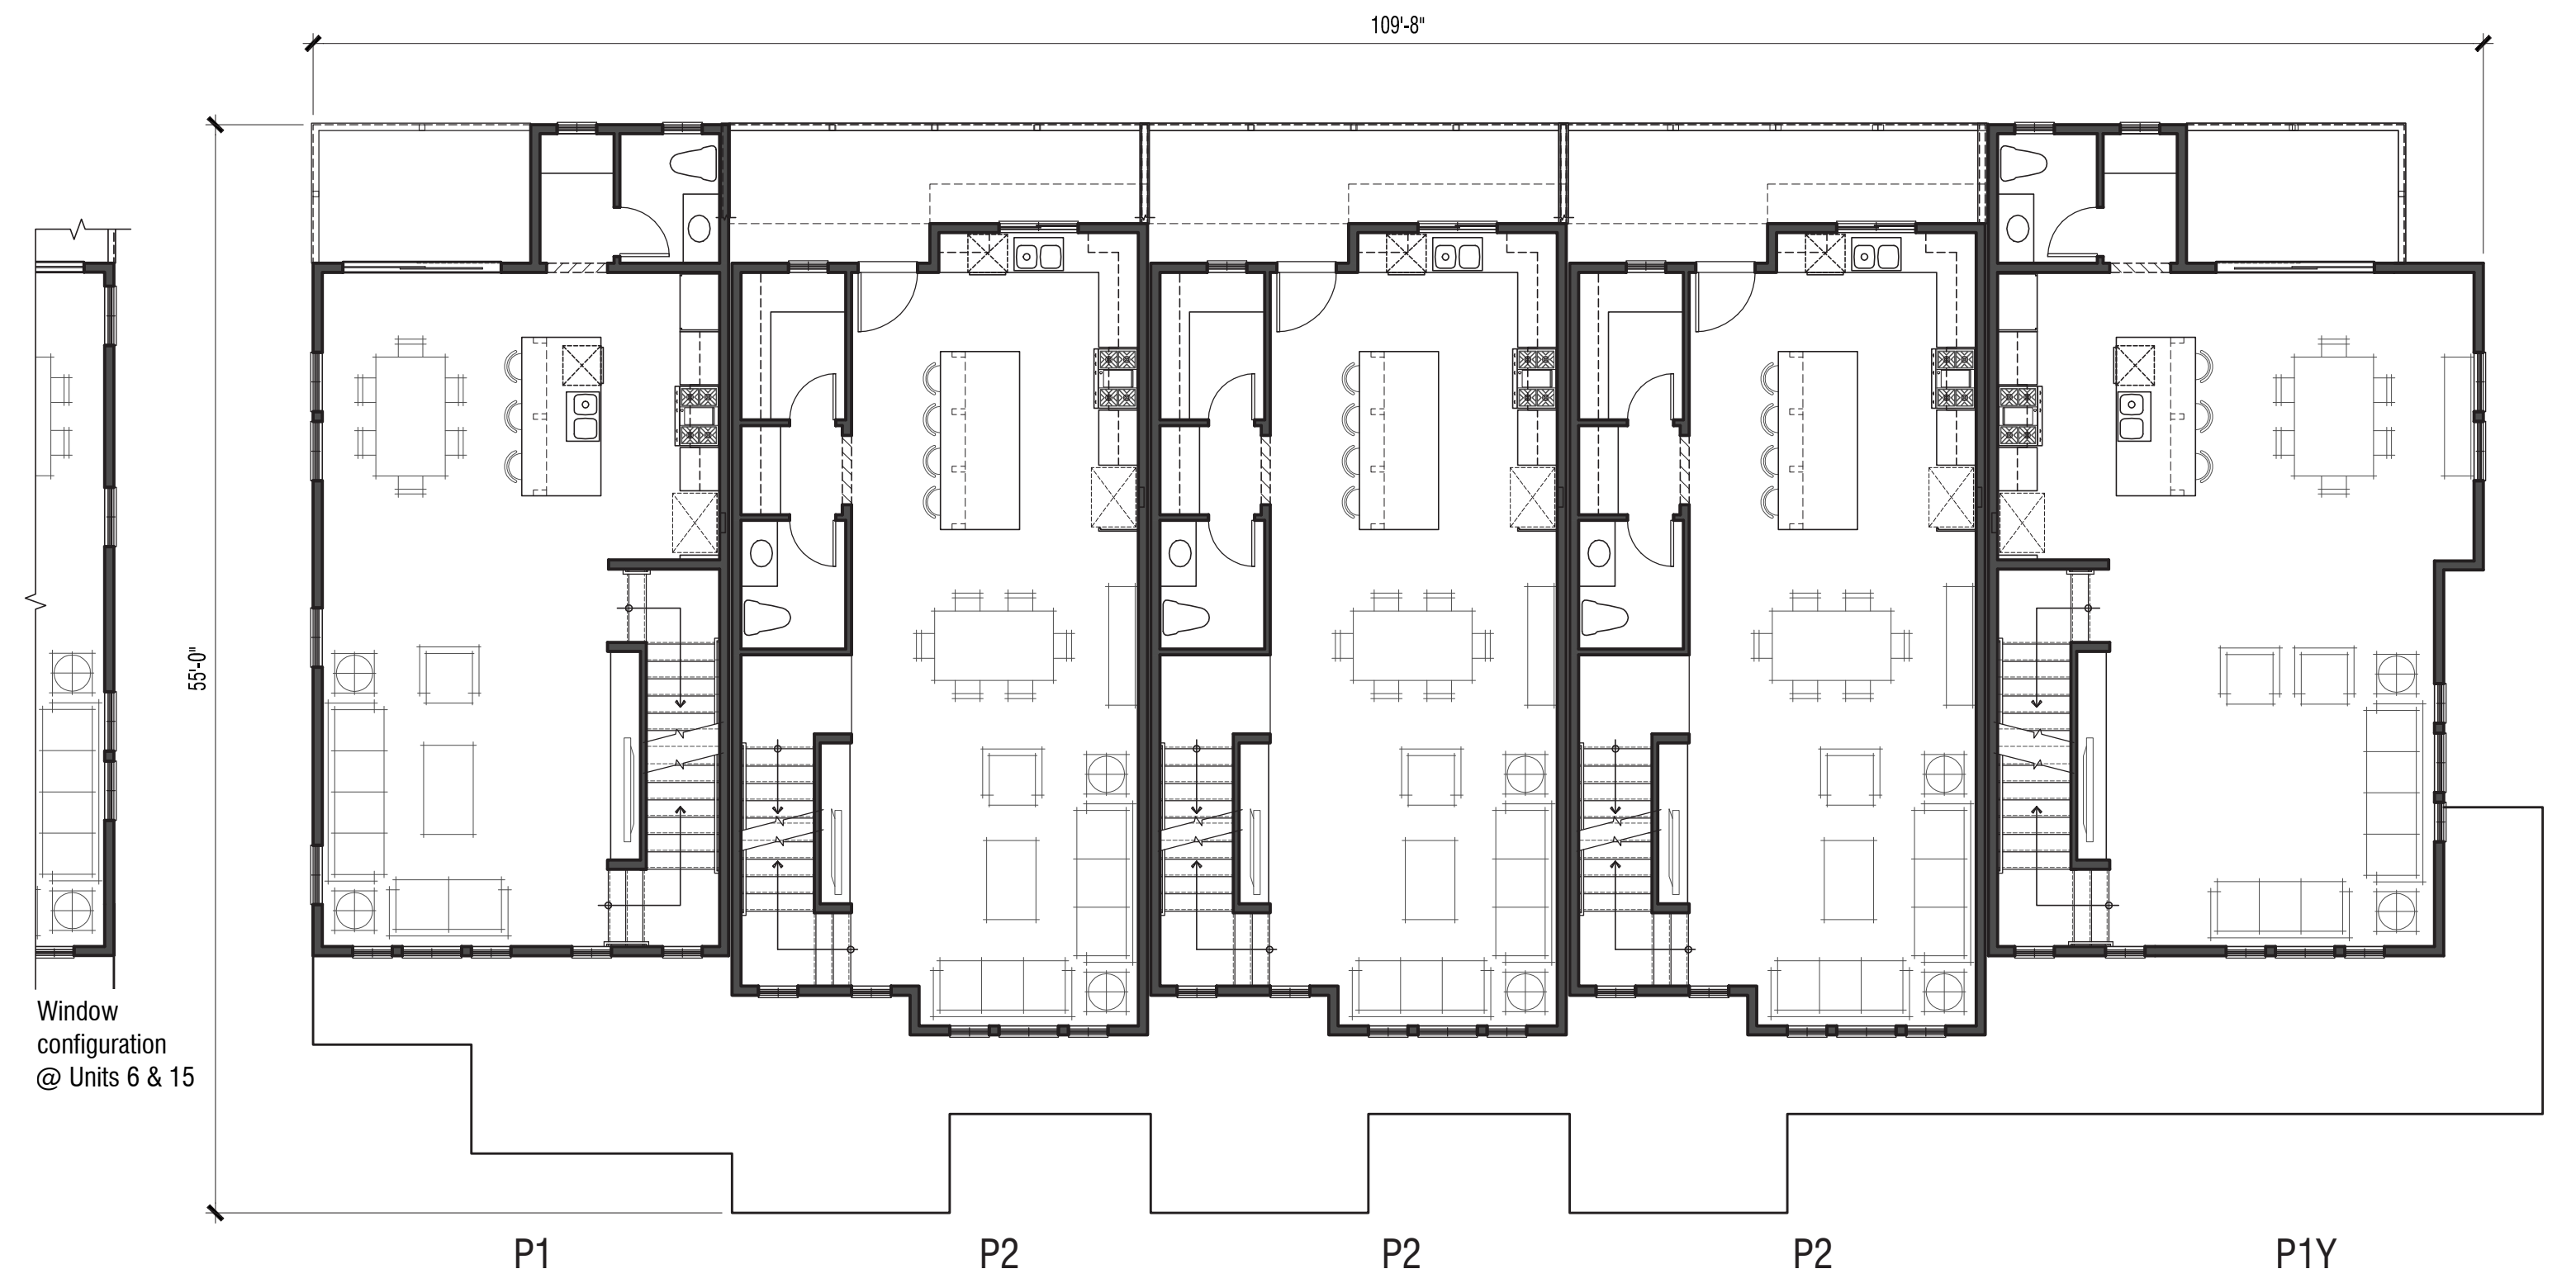 109'-8"
55'-0"
Window
configuration
@ Units 6 & 15
P1
P2
P2
P2
P1Y